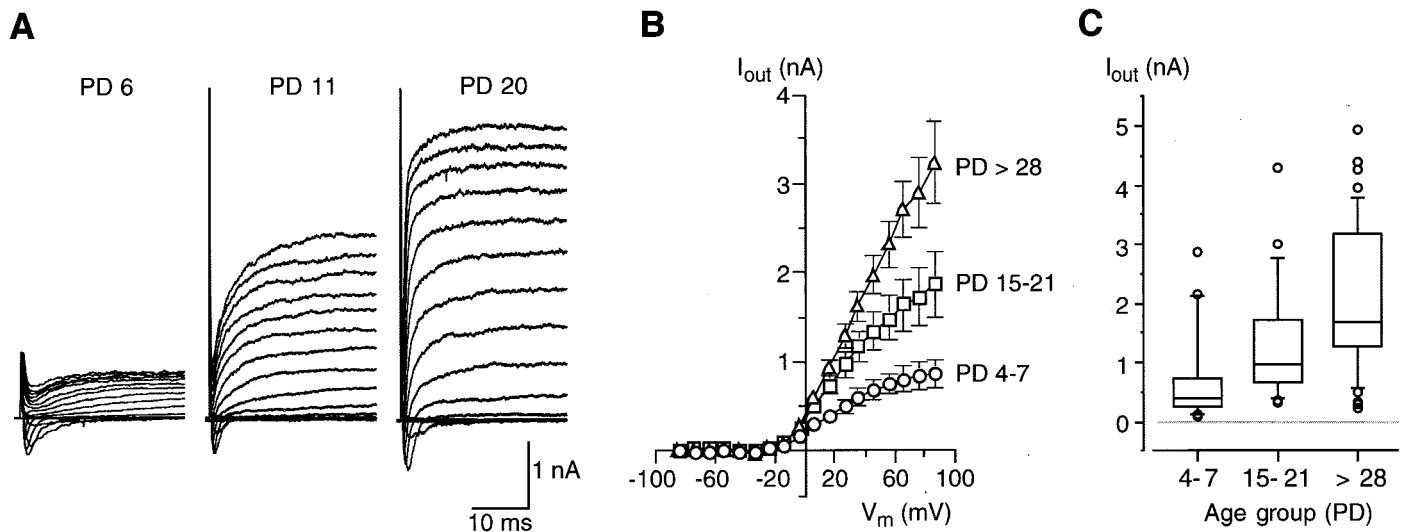 A
PD 6
PD 11
PD 20
1 nA
10 ms
B
I_out (nA)
4
3
2
1
PD > 28
PD 15-21
PD 4-7
-100
-60
-20
20
60
100
V_m (mV)
C
I_out (nA)
5
4
3
2
1
0
4-7
15-21
> 28
Age group (PD)